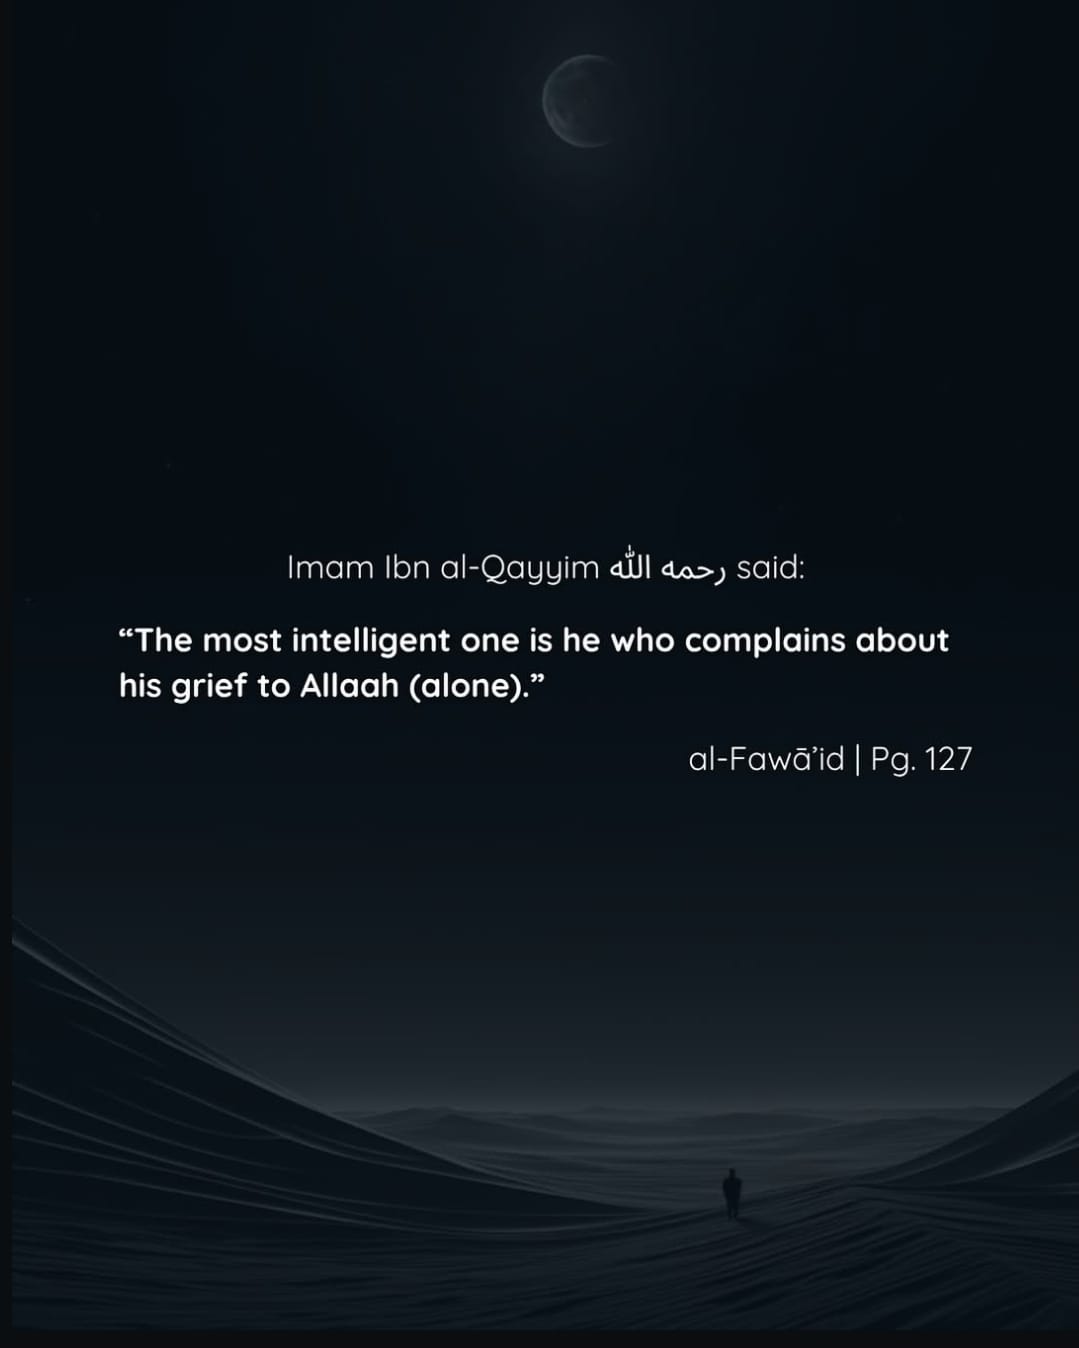 Imam Ibn al-Qayyim رحمه الله said:
“The most intelligent one is he who complains about
his grief to Allaah (alone).”
al-Fawā’id | Pg. 127